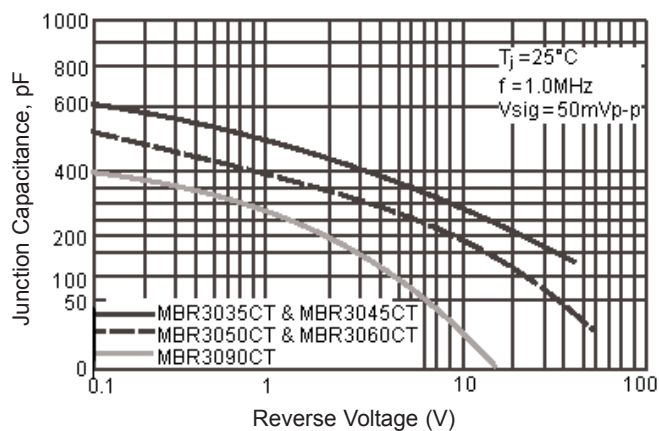 Junction Capacitance, pF
1000
800
600
400
200
100
50
0
Tj =25°C
f =1.0MHz
Vsig=50mVp-p
MBR3035CT & MBR3045CT
MBR3050CT & MBR3060CT
MBR3090CT
0.1 1 10 100
Reverse Voltage (V)